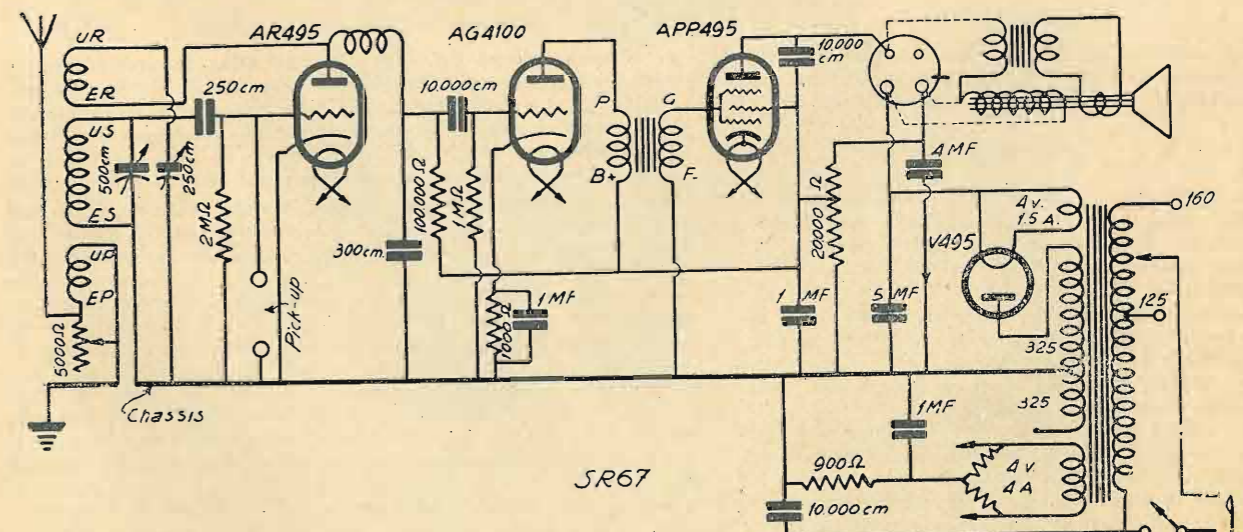 AR495
AG4100
APP495
UR
ER
250cm
10.000cm
10.000
cm
US
500cm
250cm
ES
2MΩ
UP
EP
5000Ω
Pick-up
300cm.
100000Ω
1MΩ
1000Ω
1MF
P
B+
G
F-
20000 Ω
4MF
1 MF
5 MF
4 v.
1.5 A.
V495
325
325
160
125
Chassis
1MF
900Ω
10.000cm
4 v.
4 A
SR67